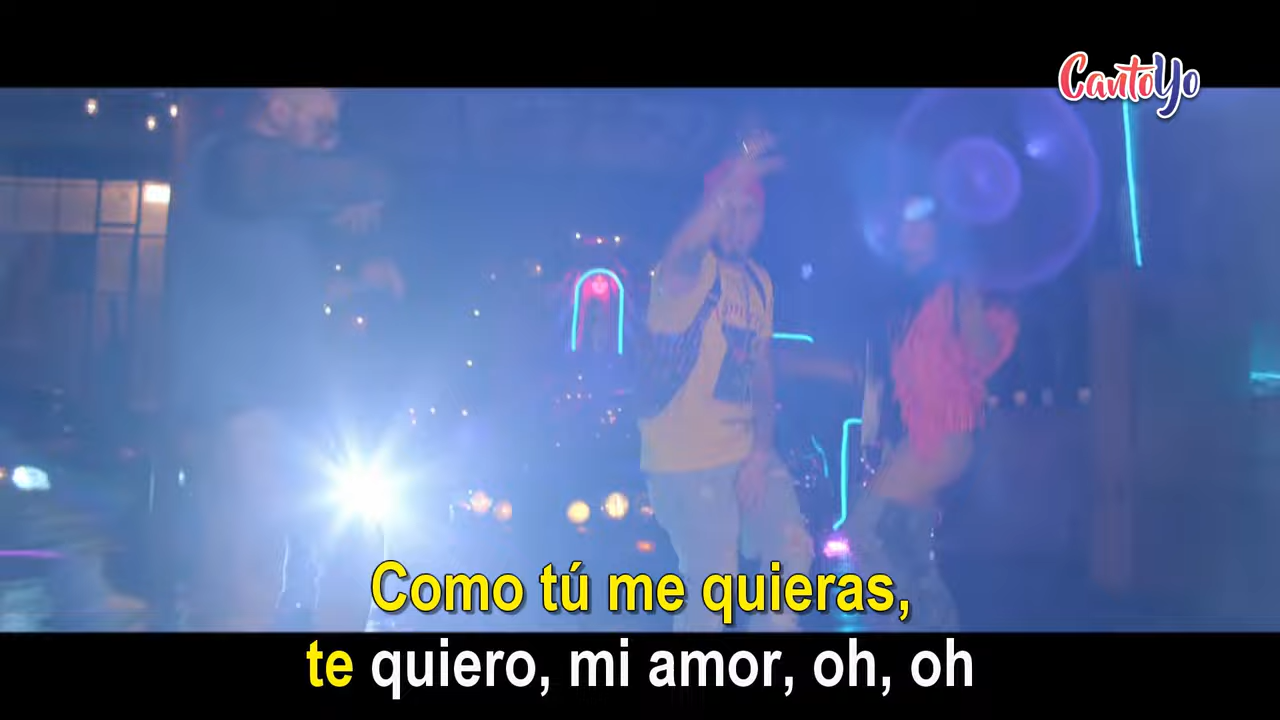 CantoYo
Como tú me quieras,
te quiero, mi amor, oh, oh